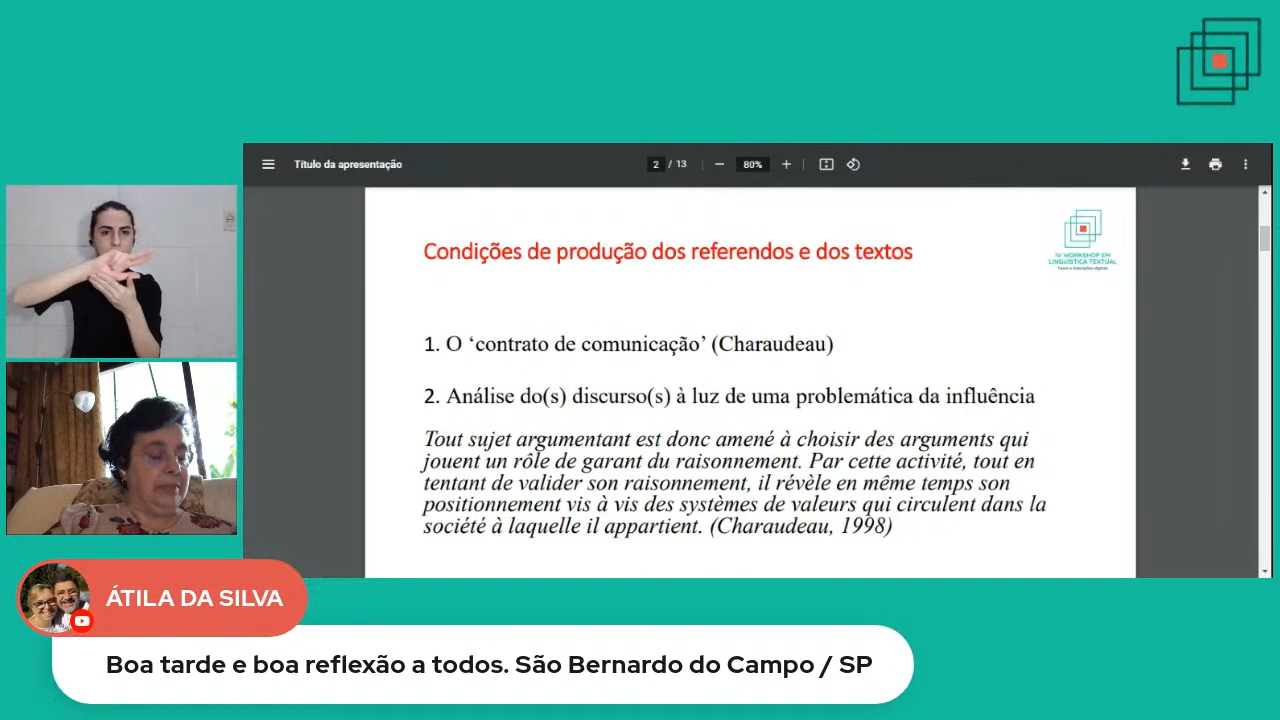 Título da apresentação
2 / 13
80%
Condições de produção dos referendos e dos textos
IV WORKSHOP EM
LINGUÍSTICA TEXTUAL
Texto e interações digitais
1. O ‘contrato de comunicação’ (Charaudeau)
2. Análise do(s) discurso(s) à luz de uma problemática da influência
Tout sujet argumentant est donc amené à choisir des arguments qui
jouent un rôle de garant du raisonnement. Par cette activité, tout en
tentant de valider son raisonnement, il révèle en même temps son
positionnement vis à vis des systèmes de valeurs qui circulent dans la
société à laquelle il appartient. (Charaudeau, 1998)
ÁTILA DA SILVA
Boa tarde e boa reflexão a todos. São Bernardo do Campo / SP